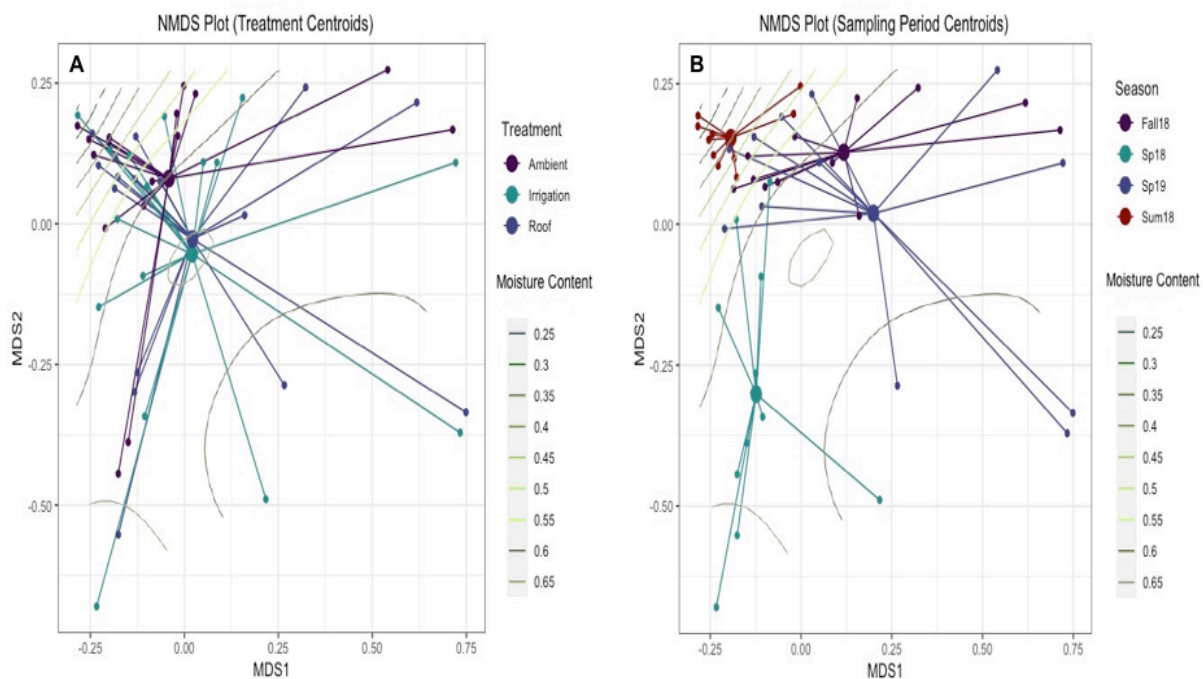 NMDS Plot (Treatment Centroids)
A
0.25
0.00
-0.25
-0.50
MDS2
-0.25
0.00
0.25
0.50
0.75
MDS1
Treatment
Ambient
Irrigation
Roof
Moisture Content
0.25
0.3
0.35
0.4
0.45
0.5
0.55
0.6
0.65
NMDS Plot (Sampling Period Centroids)
B
0.25
0.00
-0.25
-0.50
MDS2
-0.25
0.00
0.25
0.50
0.75
MDS1
Season
Fall18
Sp18
Sp19
Sum18
Moisture Content
0.25
0.3
0.35
0.4
0.45
0.5
0.55
0.6
0.65